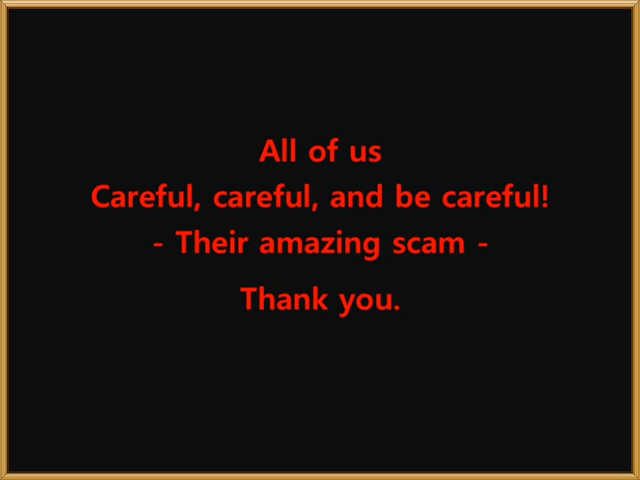 All of us
Careful, careful, and be careful!
- Their amazing scam -
Thank you.